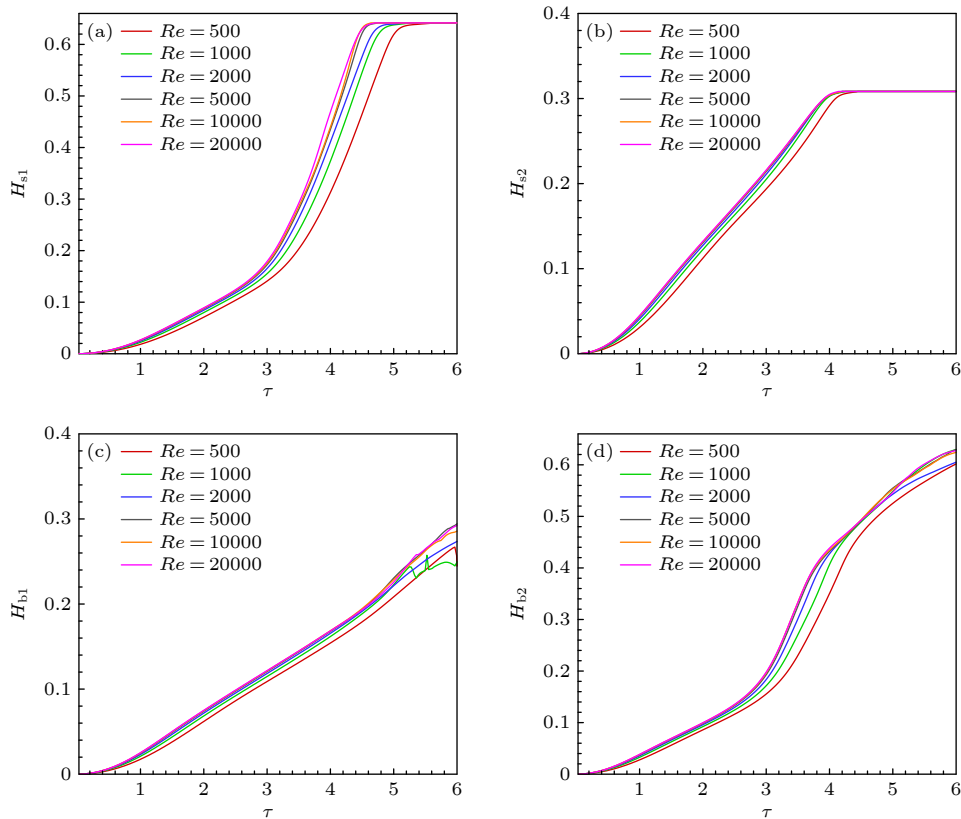 (a)
Re = 500
Re = 1000
Re = 2000
Re = 5000
Re = 10000
Re = 20000
0.6
0.5
0.4
0.3
0.2
0.1
0
H_s1
1 2 3 4 5 6
τ
(b)
Re = 500
Re = 1000
Re = 2000
Re = 5000
Re = 10000
Re = 20000
0.4
0.3
0.2
0.1
0
H_s2
1 2 3 4 5 6
τ
(c)
Re = 500
Re = 1000
Re = 2000
Re = 5000
Re = 10000
Re = 20000
0.4
0.3
0.2
0.1
0
H_b1
1 2 3 4 5 6
τ
(d)
Re = 500
Re = 1000
Re = 2000
Re = 5000
Re = 10000
Re = 20000
0.6
0.5
0.4
0.3
0.2
0.1
0
H_b2
1 2 3 4 5 6
τ